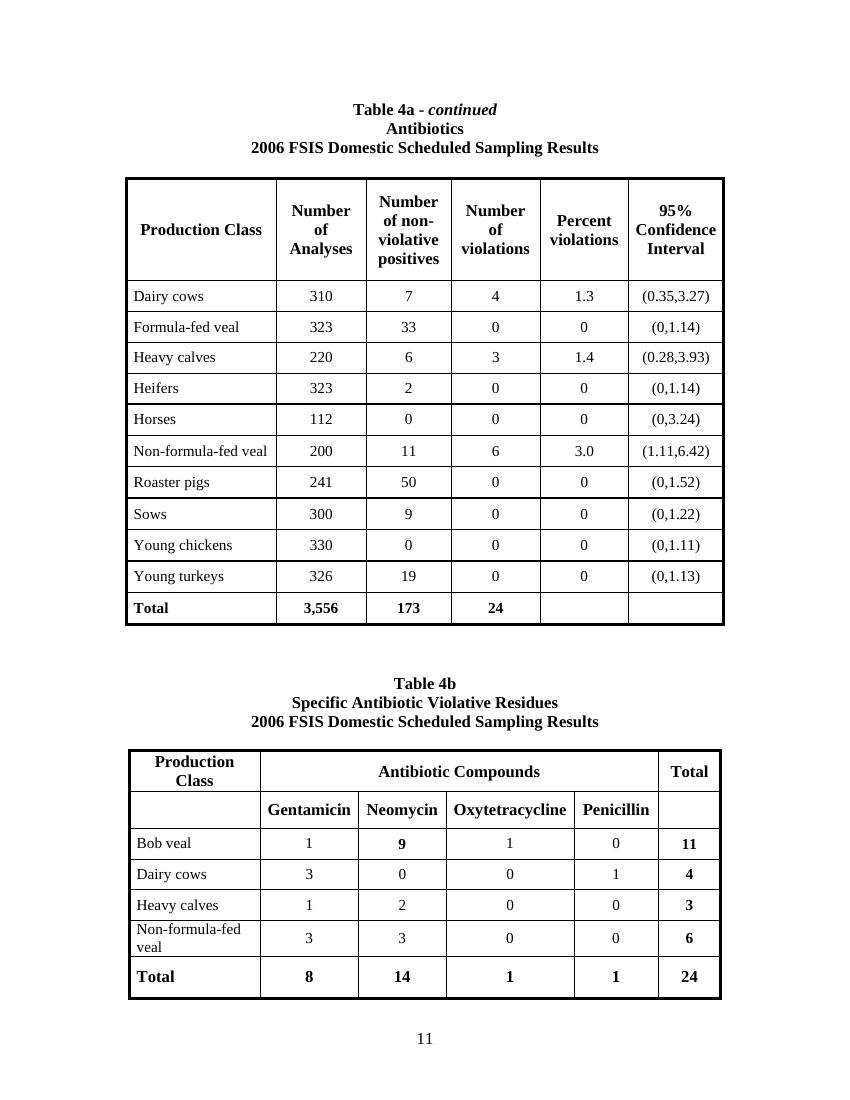 Table 4a - continued
Antibiotics
2006 FSIS Domestic Scheduled Sampling Results
Production Class Number of Analyses Number of non-violative positives Number of violations Percent violations 95% Confidence Interval
Dairy cows 310 7 4 1.3 (0.35,3.27)
Formula-fed veal 323 33 0 0 (0,1.14)
Heavy calves 220 6 3 1.4 (0.28,3.93)
Heifers 323 2 0 0 (0,1.14)
Horses 112 0 0 0 (0,3.24)
Non-formula-fed veal 200 11 6 3.0 (1.11,6.42)
Roaster pigs 241 50 0 0 (0,1.52)
Sows 300 9 0 0 (0,1.22)
Young chickens 330 0 0 0 (0,1.11)
Young turkeys 326 19 0 0 (0,1.13)
Total 3,556 173 24
Table 4b
Specific Antibiotic Violative Residues
2006 FSIS Domestic Scheduled Sampling Results
Production Class Antibiotic Compounds Total
Gentamicin Neomycin Oxytetracycline Penicillin
Bob veal 1 9 1 0 11
Dairy cows 3 0 0 1 4
Heavy calves 1 2 0 0 3
Non-formula-fed veal 3 3 0 0 6
Total 8 14 1 1 24
11